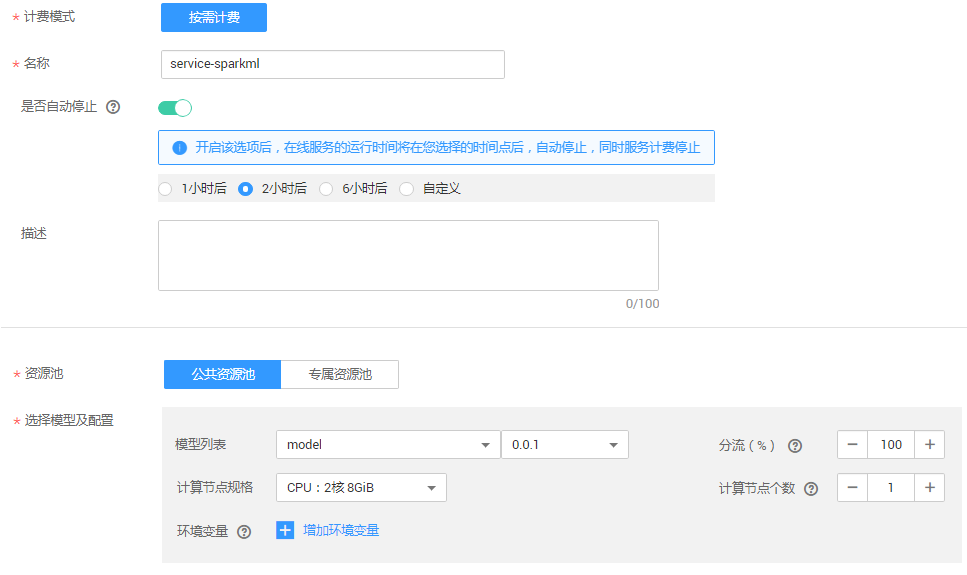 * 计费模式 按需计费
* 名称 service-sparkml
是否自动停止 ?
! 开启该选项后，在线服务的运行时间将在您选择的时间点后，自动停止，同时服务计费停止
1小时后 2小时后 6小时后 自定义
描述
0/100
* 资源池 公共资源池 专属资源池
* 选择模型及配置
模型列表 model 0.0.1 分流（%） ? − 100 +
计算节点规格 CPU：2核 8GiB 计算节点个数 ? − 1 +
环境变量 ? + 增加环境变量